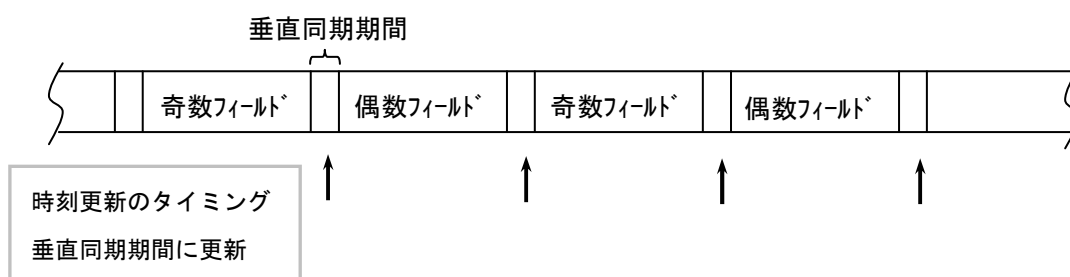 垂直同期期間
奇数ﾌｨｰﾙﾄﾞ 偶数ﾌｨｰﾙﾄﾞ 奇数ﾌｨｰﾙﾄﾞ 偶数ﾌｨｰﾙﾄﾞ
時刻更新のタイミング
垂直同期期間に更新